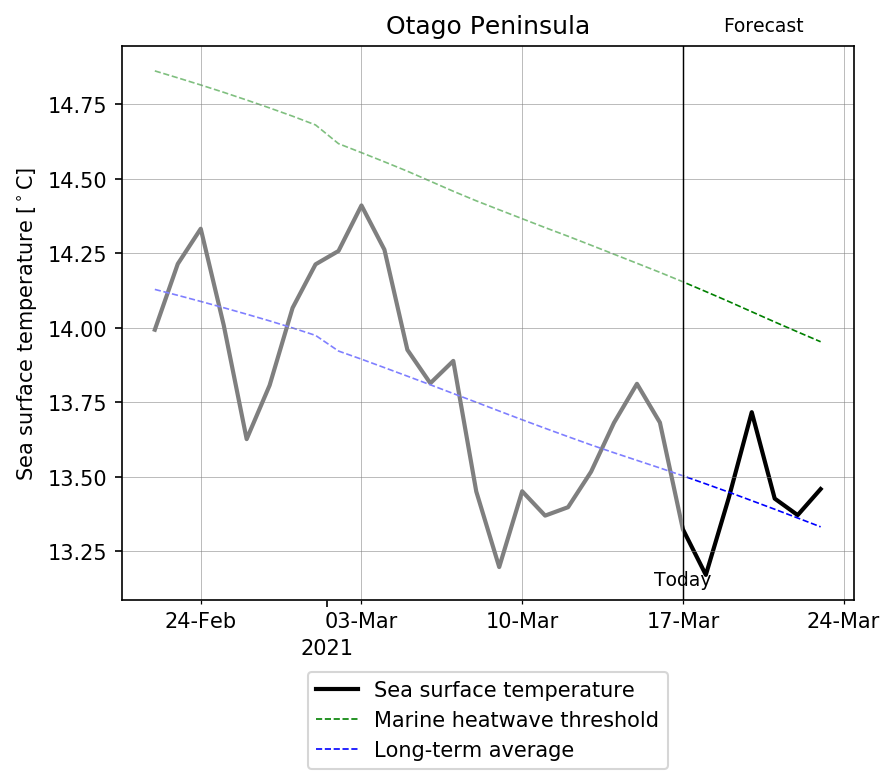 Otago Peninsula
Forecast
Sea surface temperature [°C]
14.75
14.50
14.25
14.00
13.75
13.50
13.25
Today
24-Feb
03-Mar
10-Mar
17-Mar
24-Mar
2021
Sea surface temperature
Marine heatwave threshold
Long-term average